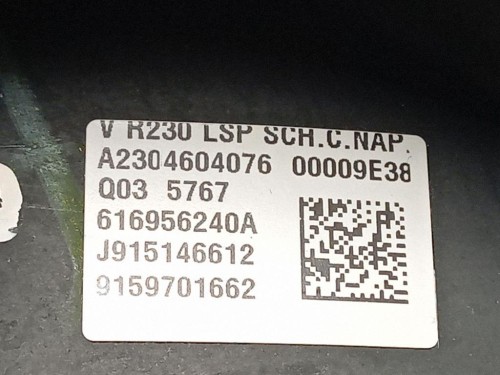 V R230 LSP SCH.C.NAP.
A2304604076 00009E38
Q03 5767
616956240A
J915146612
9159701662